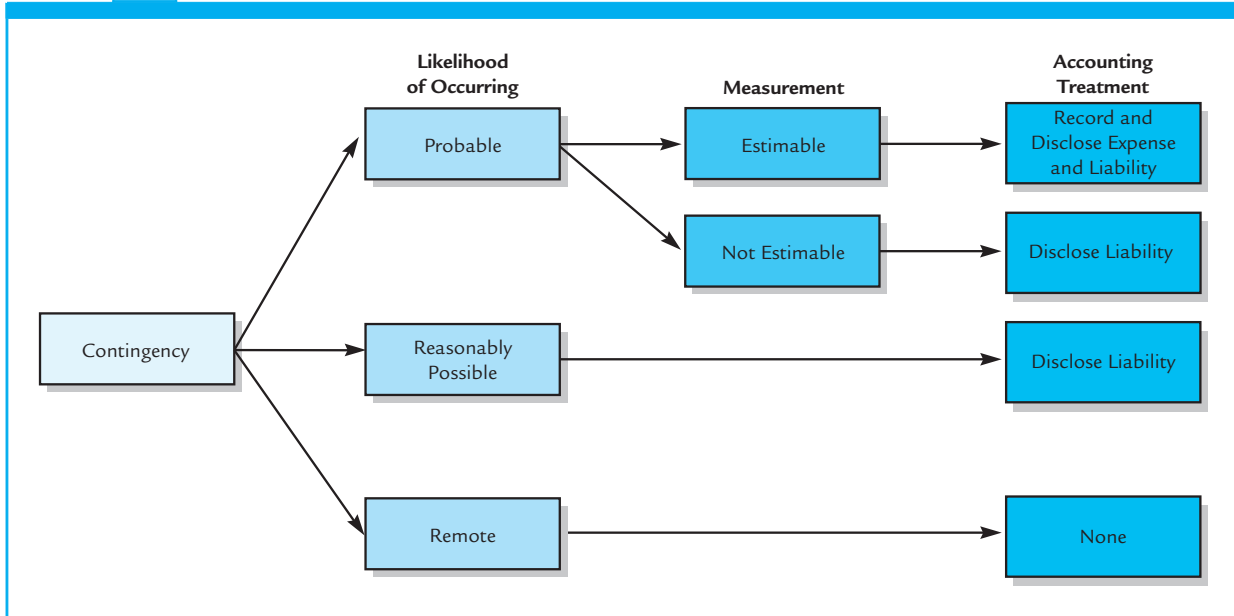 Likelihood
of Occurring
Measurement
Accounting
Treatment
Probable
Estimable
Record and
Disclose Expense
and Liability
Not Estimable
Disclose Liability
Contingency
Reasonably
Possible
Disclose Liability
Remote
None